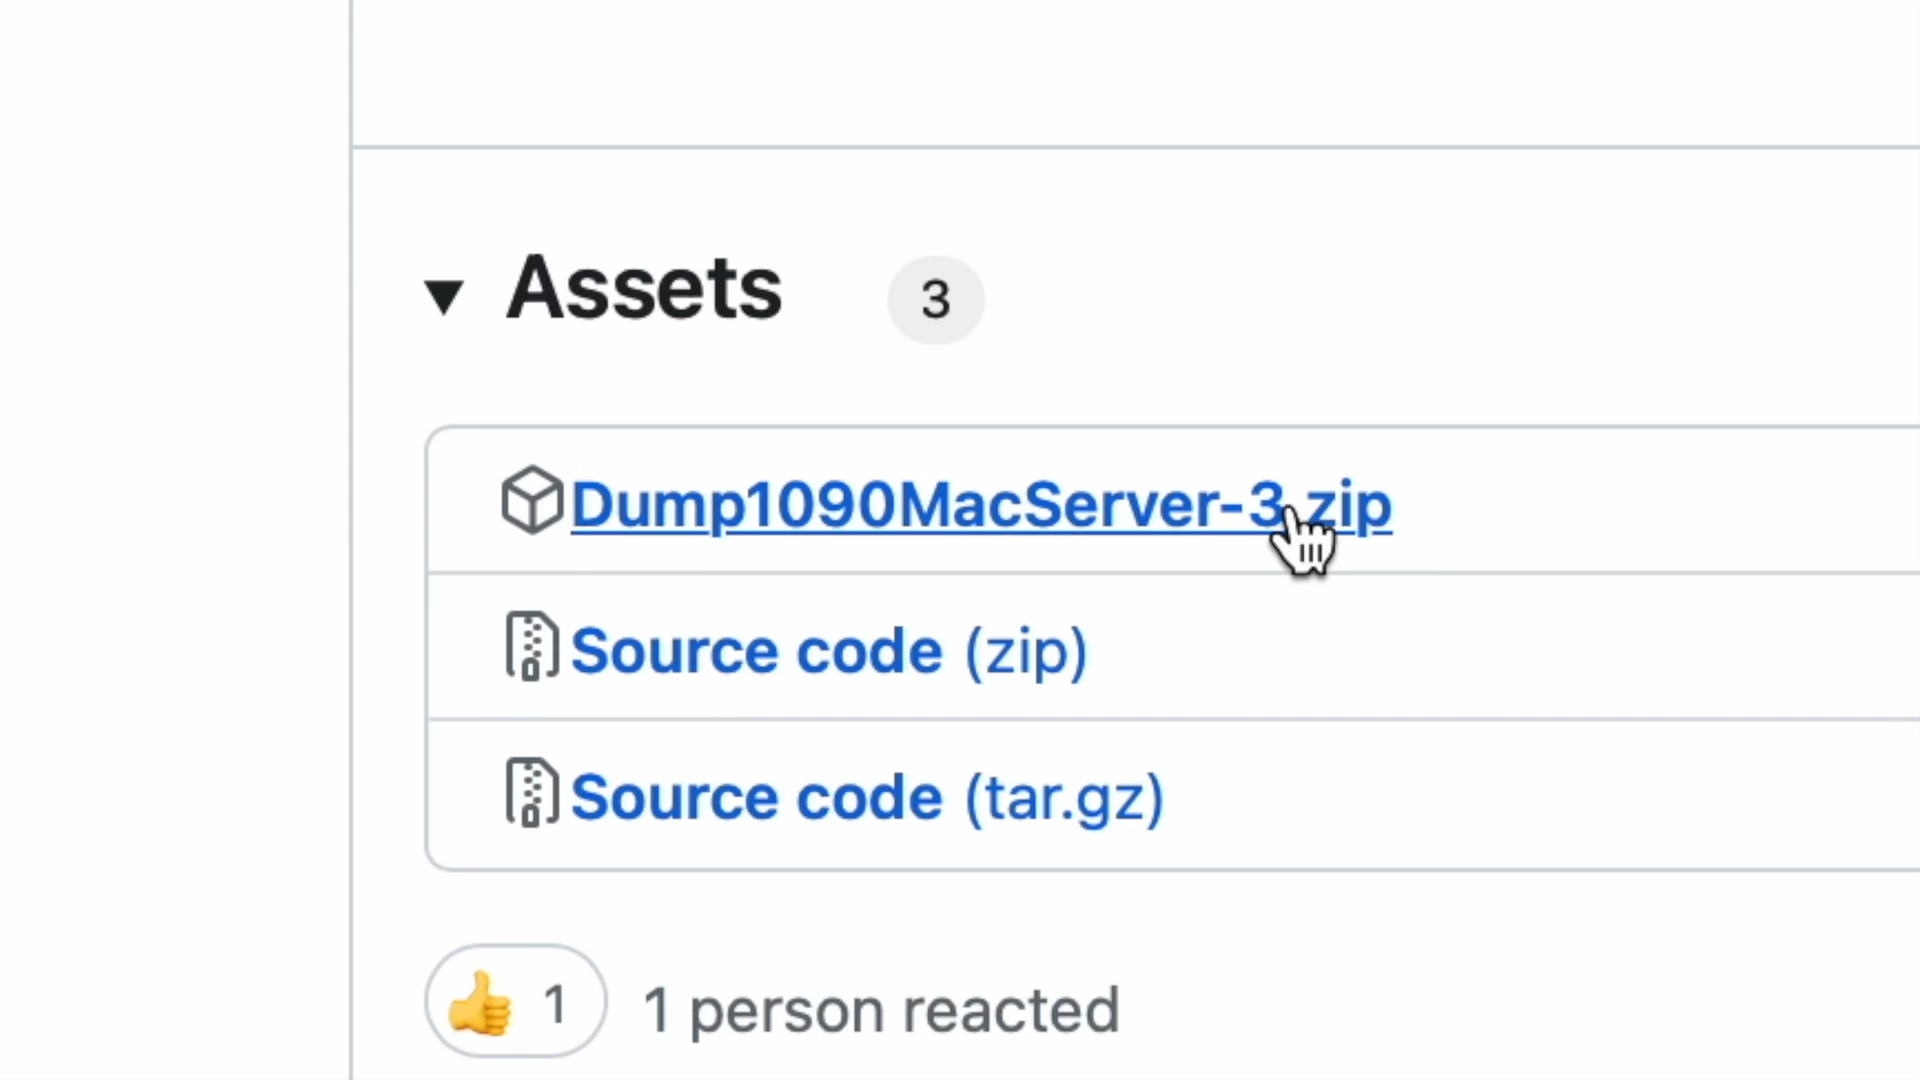 ▼ Assets 3
Dump1090MacServer-3.zip
Source code (zip)
Source code (tar.gz)
👍 1 1 person reacted